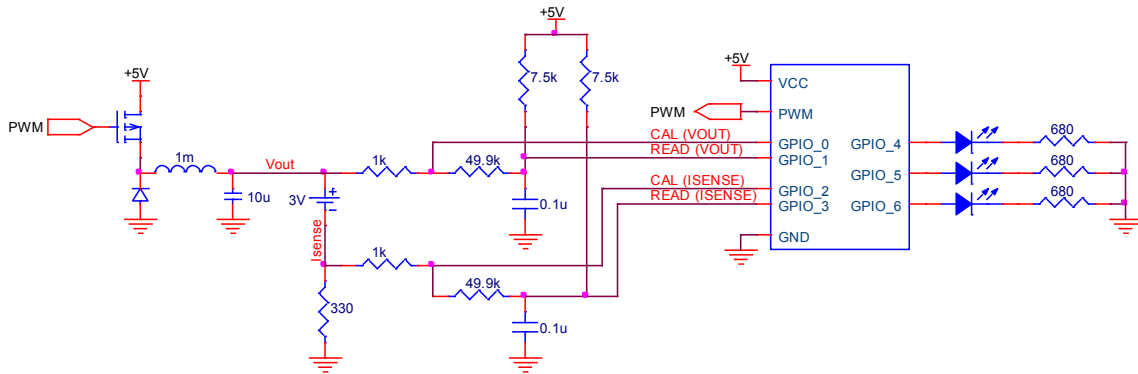 +5V
+5V
7.5k
7.5k
+5V
VCC
PWM
PWM
PWM
CAL (VOUT)
GPIO_0
GPIO_4
680
READ (VOUT)
GPIO_1
1m
Vout
1k
49.9k
GPIO_5
680
CAL (ISENSE)
GPIO_2
10u
3V
0.1u
READ (ISENSE)
GPIO_3
GPIO_6
680
GND
Isense
1k
49.9k
330
0.1u